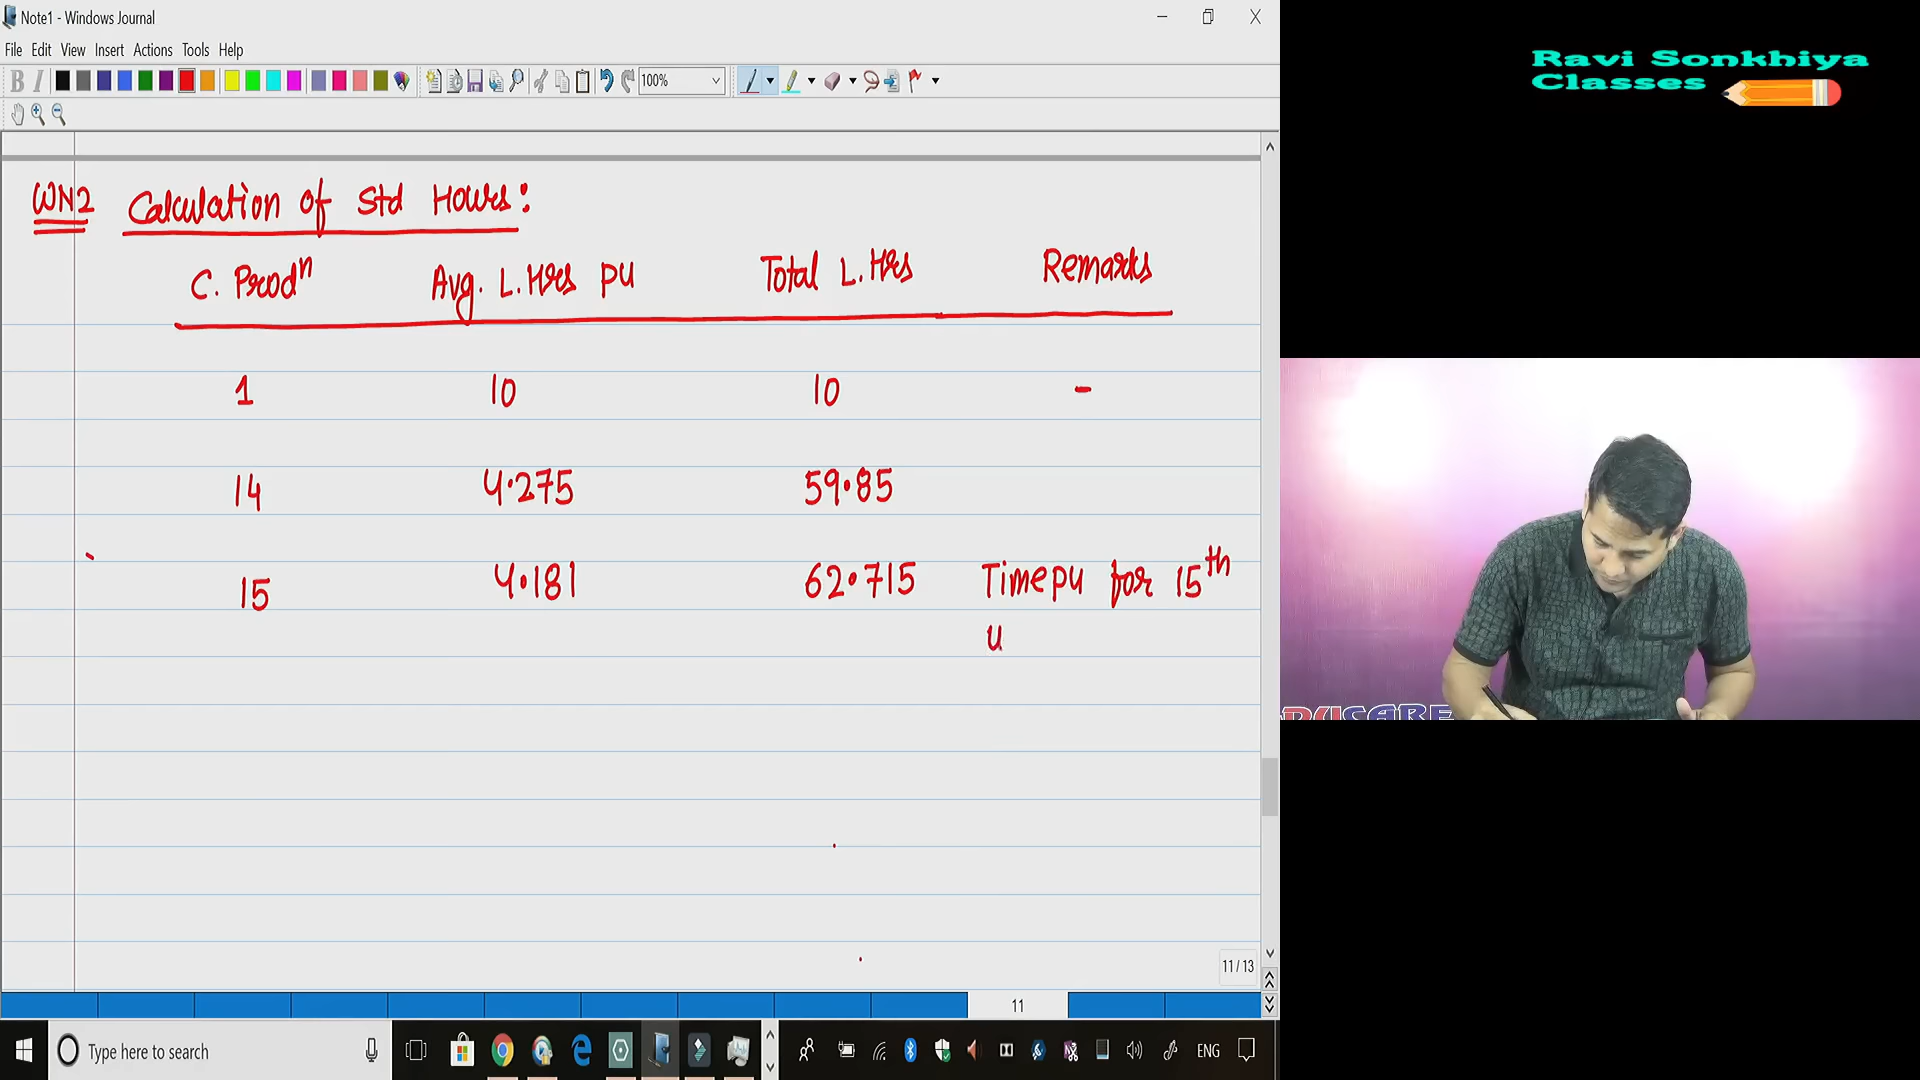 Note1 - Windows Journal
File Edit View Insert Actions Tools Help
B I 100%
Ravi Sonkhiya
Classes
WN2 Calculation of Std Hours:
C. Prodn Avg. L.Hrs pu Total L.Hrs Remarks
1 10 10 -
14 4.275 59.85
15 4.181 62.715 Time pu for 15th
u
11 / 13
11
Type here to search
ENG